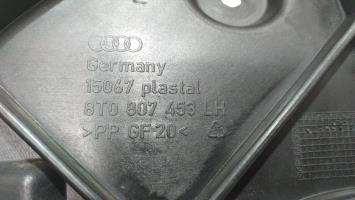 Germany
15067 plastal
8T0 807 453 LH
>PP GF20<